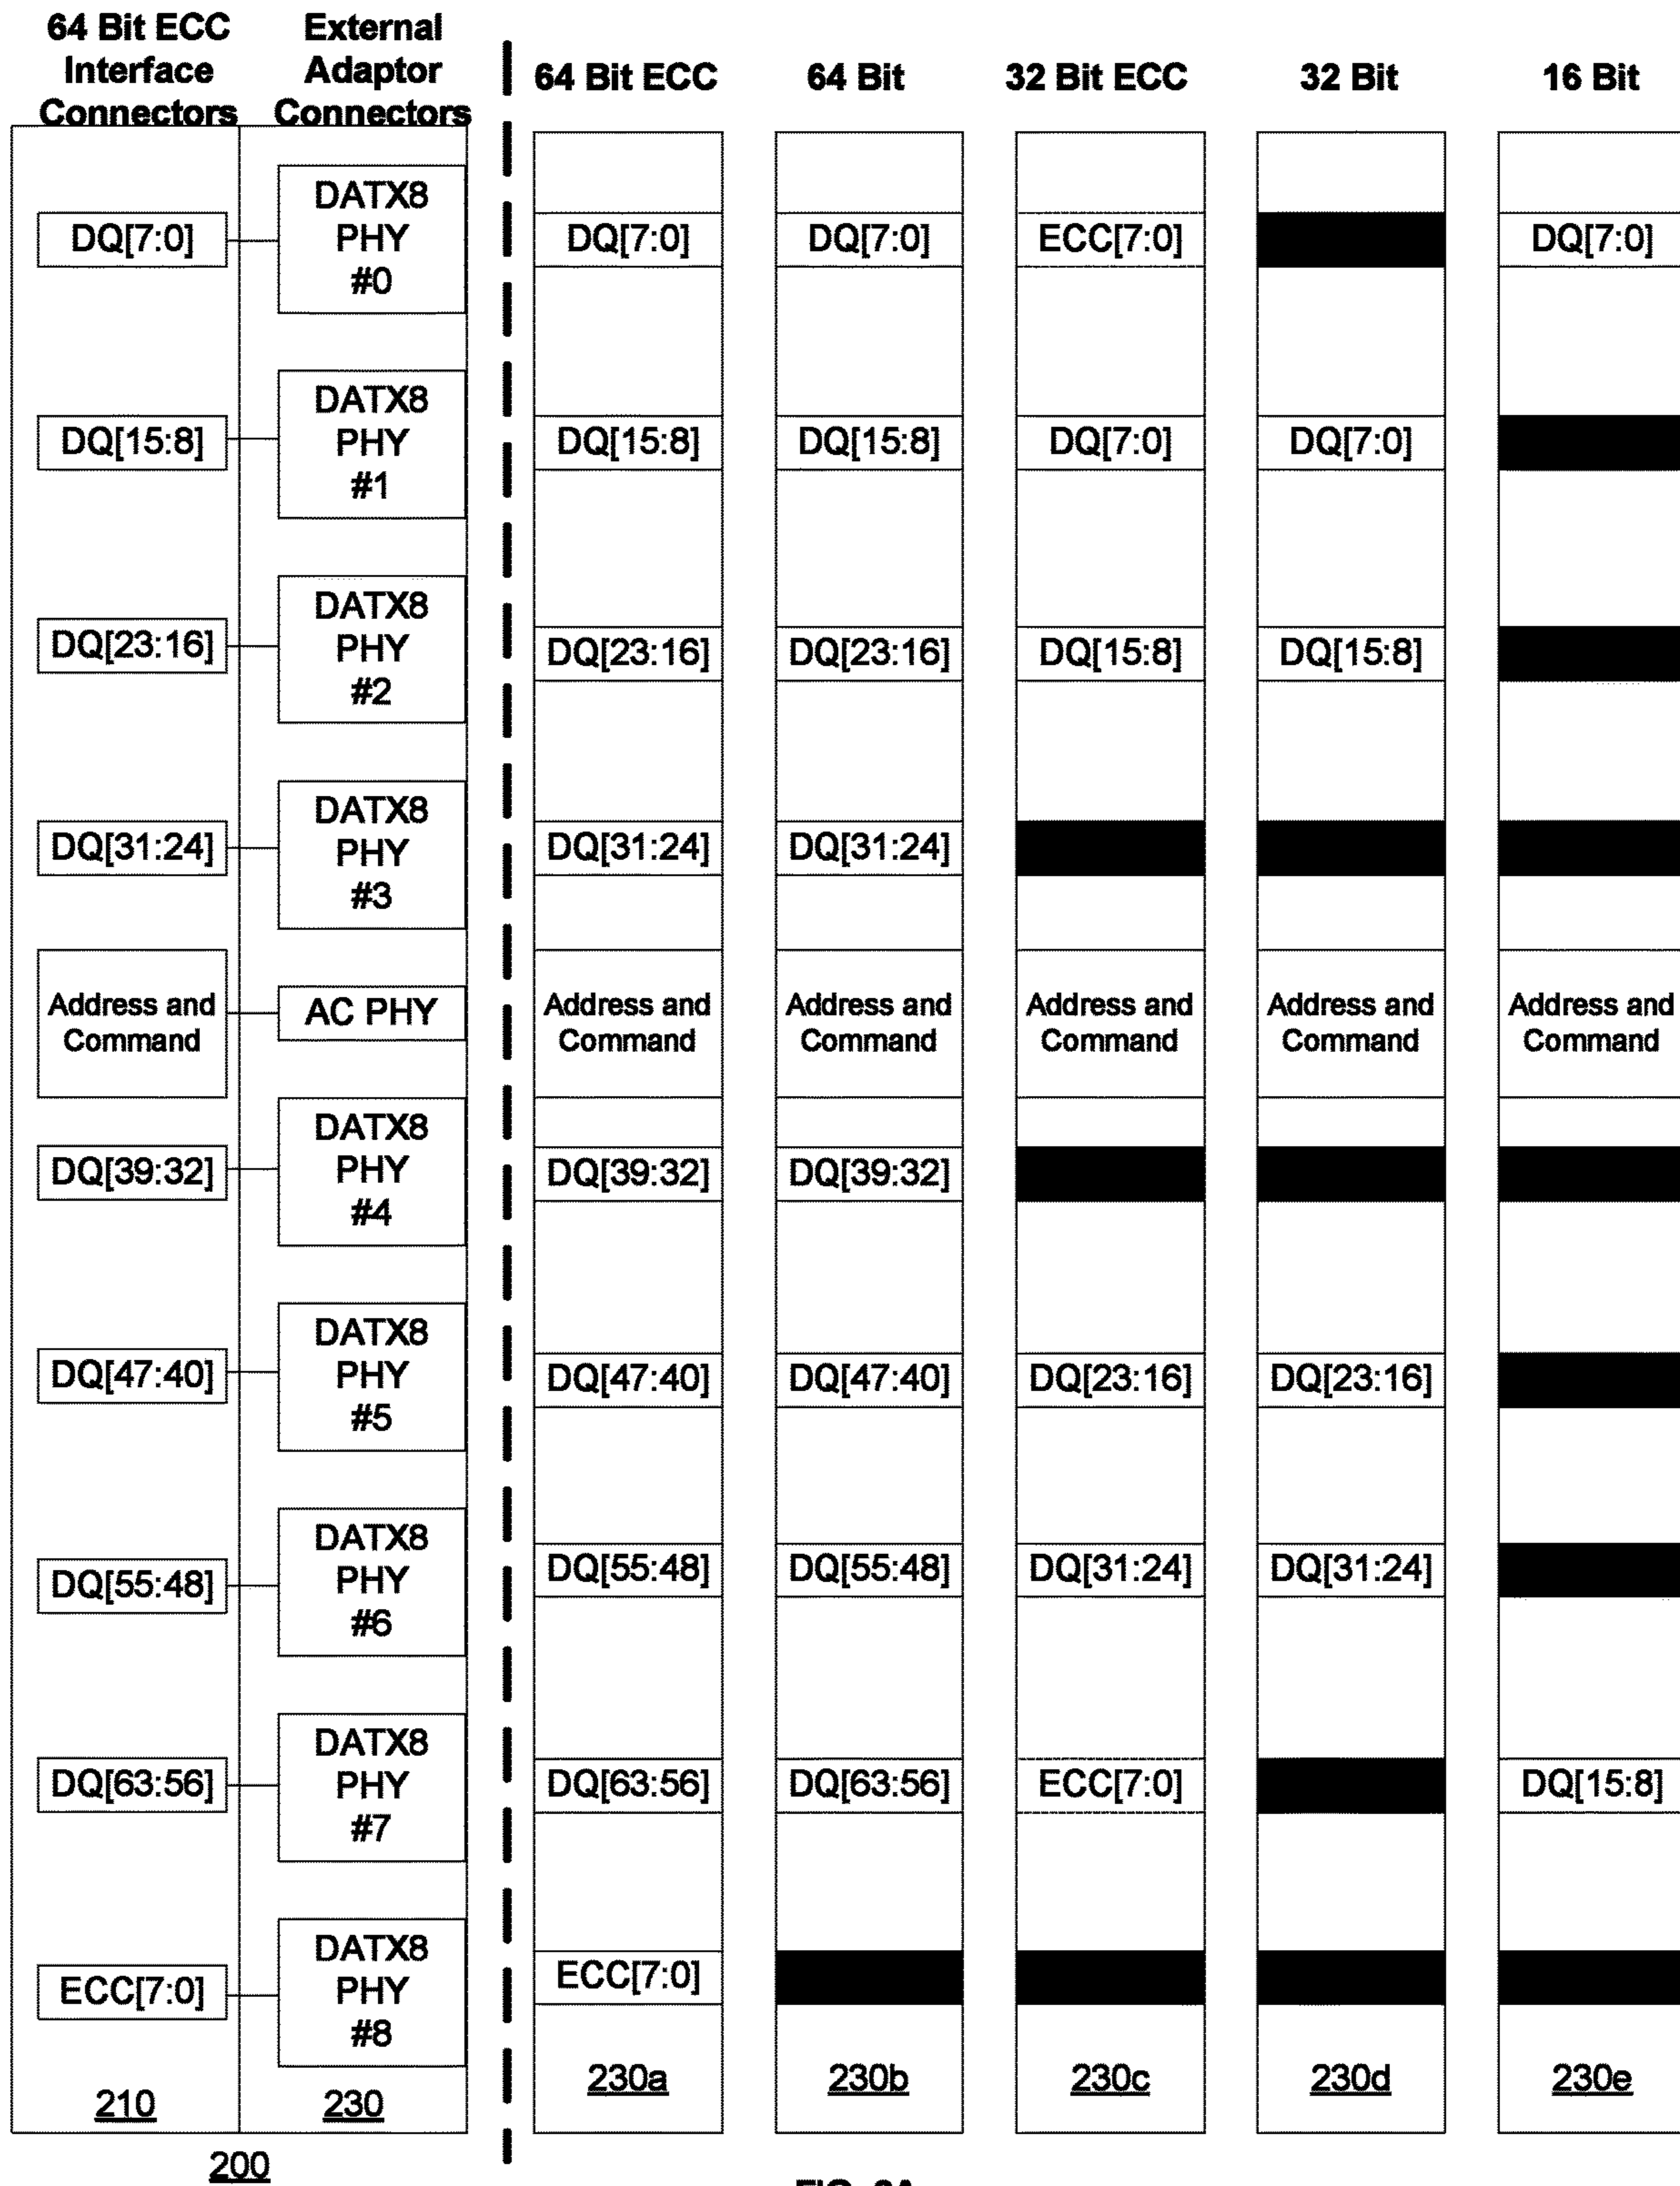 64 Bit ECC Interface Connectors
External Adaptor Connectors
64 Bit ECC
64 Bit
32 Bit ECC
32 Bit
16 Bit
DQ[7:0]
DATX8 PHY #0
DQ[7:0]
DQ[7:0]
ECC[7:0]
DQ[7:0]
DQ[15:8]
DATX8 PHY #1
DQ[15:8]
DQ[15:8]
DQ[7:0]
DQ[7:0]
DQ[23:16]
DATX8 PHY #2
DQ[23:16]
DQ[23:16]
DQ[15:8]
DQ[15:8]
DQ[31:24]
DATX8 PHY #3
DQ[31:24]
DQ[31:24]
Address and Command
AC PHY
Address and Command
Address and Command
Address and Command
Address and Command
Address and Command
DQ[39:32]
DATX8 PHY #4
DQ[39:32]
DQ[39:32]
DQ[47:40]
DATX8 PHY #5
DQ[47:40]
DQ[47:40]
DQ[23:16]
DQ[23:16]
DQ[55:48]
DATX8 PHY #6
DQ[55:48]
DQ[55:48]
DQ[31:24]
DQ[31:24]
DQ[63:56]
DATX8 PHY #7
DQ[63:56]
DQ[63:56]
ECC[7:0]
DQ[15:8]
ECC[7:0]
DATX8 PHY #8
ECC[7:0]
210
230
230a
230b
230c
230d
230e
200